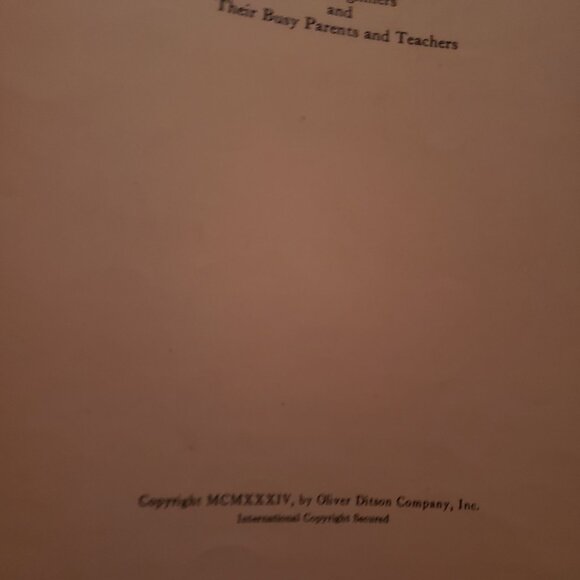 and
Their Busy Parents and Teachers
Copyright MCMXXXIV, by Oliver Ditson Company, Inc.
International Copyright Secured